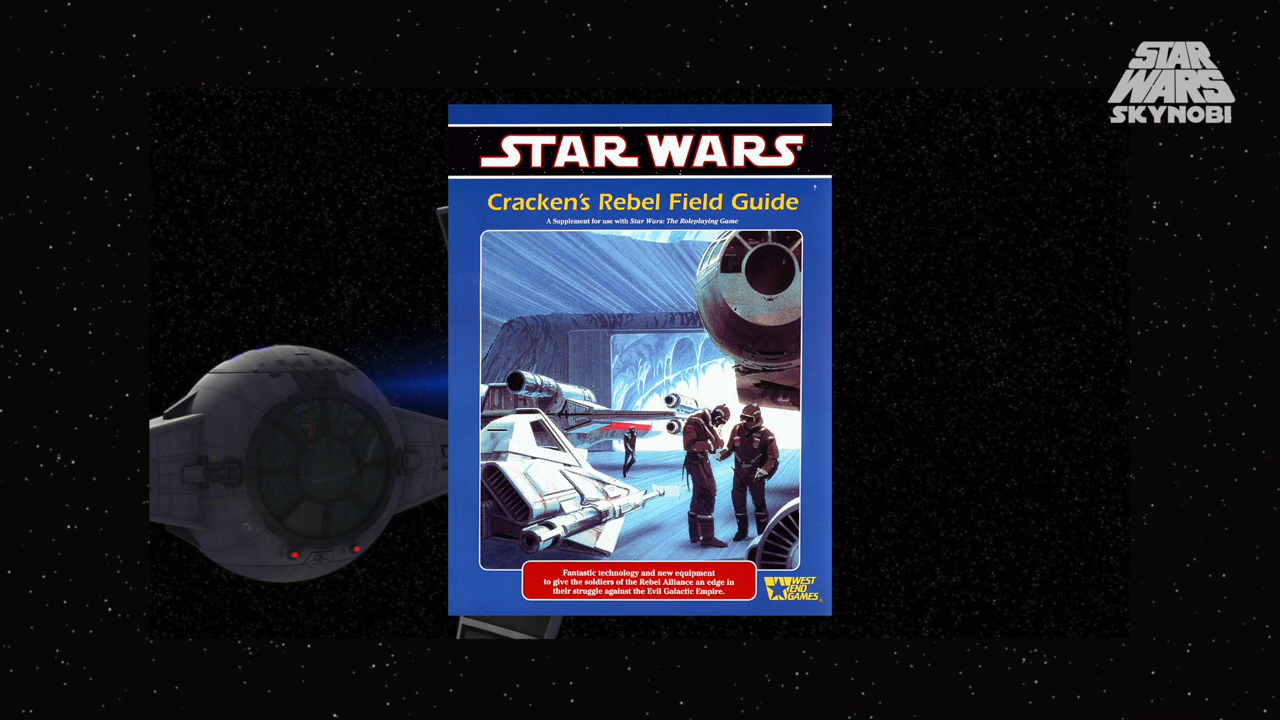 STAR
WARS
SKYNOBI
STAR WARS®
Cracken's Rebel Field Guide
A Supplement for use with Star Wars: The Roleplaying Game
Fantastic technology and new equipment
to give the soldiers of the Rebel Alliance an edge in
their struggle against the Evil Galactic Empire.
WEST
END
GAMES